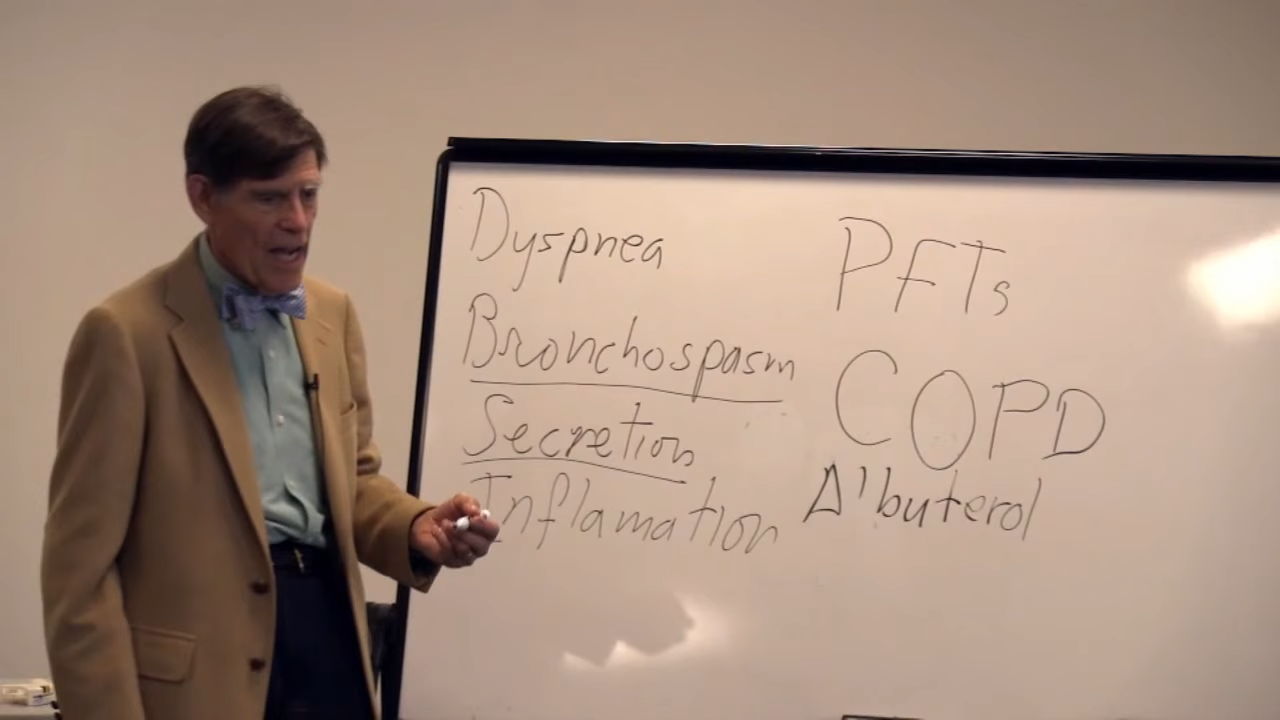 Dyspnea
Bronchospasm
Secretion
Inflamation
PFTs
COPD
Albuterol